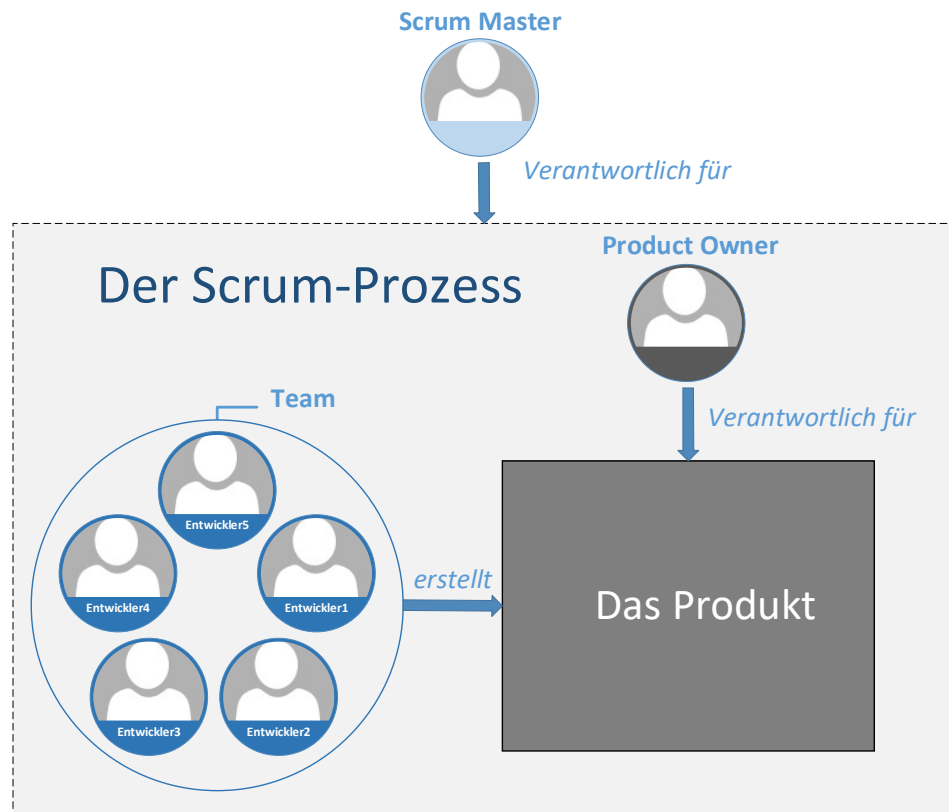 Scrum Master
Verantwortlich für
Product Owner
Der Scrum-Prozess
Team
Verantwortlich für
Entwickler5
Entwickler4
Entwickler1
erstellt
Das Produkt
Entwickler3
Entwickler2